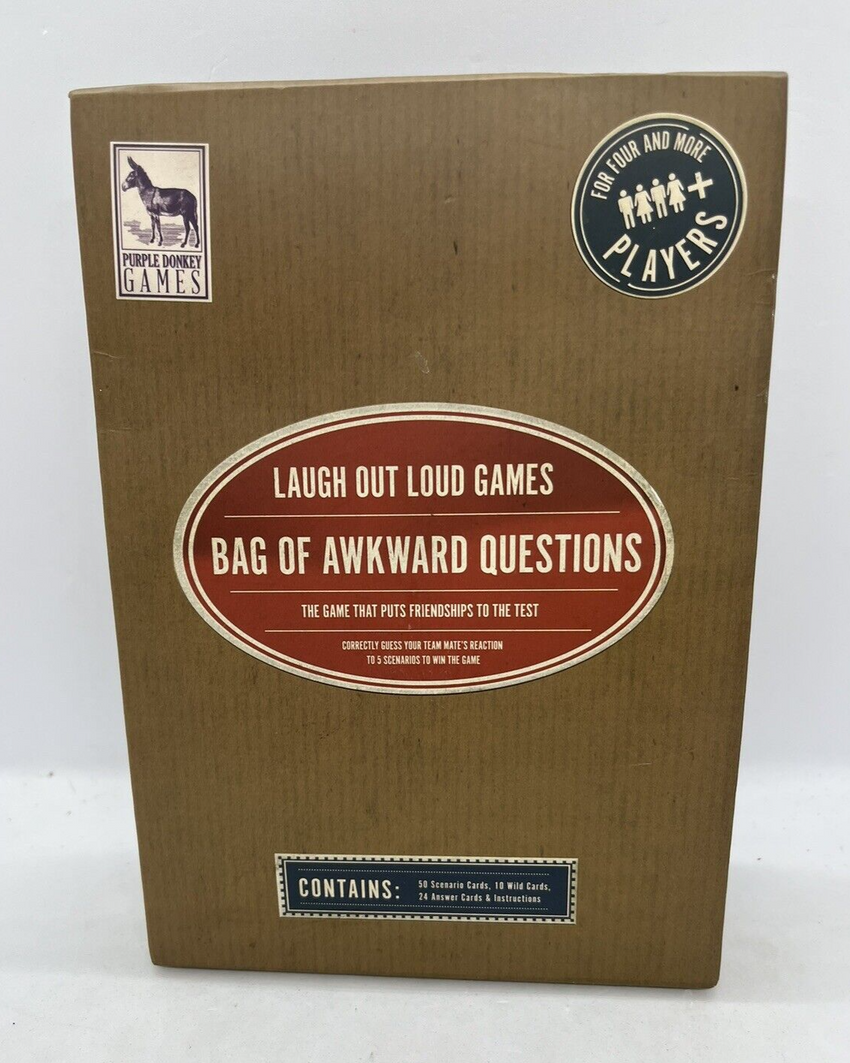 PURPLE DONKEY
GAMES
FOR FOUR AND MORE
+
PLAYERS
LAUGH OUT LOUD GAMES
BAG OF AWKWARD QUESTIONS
THE GAME THAT PUTS FRIENDSHIPS TO THE TEST
CORRECTLY GUESS YOUR TEAM MATE'S REACTION
TO 5 SCENARIOS TO WIN THE GAME
CONTAINS:
50 Scenario Cards, 10 Wild Cards,
24 Answer Cards & Instructions